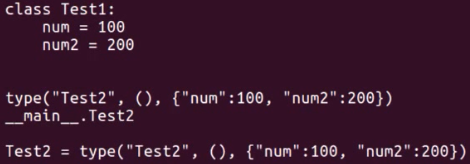 class Test1:
    num = 100
    num2 = 200
type("Test2", (), {"num":100, "num2":200})
__main__.Test2
Test2 = type("Test2", (), {"num":100, "num2":200})